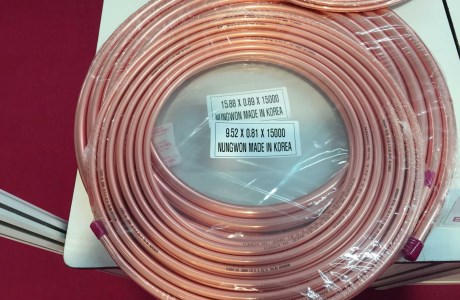 15.88 X 0.89 X 15000
NUNGWON MADE IN KOREA
9.52 X 0.81 X 15000
NUNGWON MADE IN KOREA